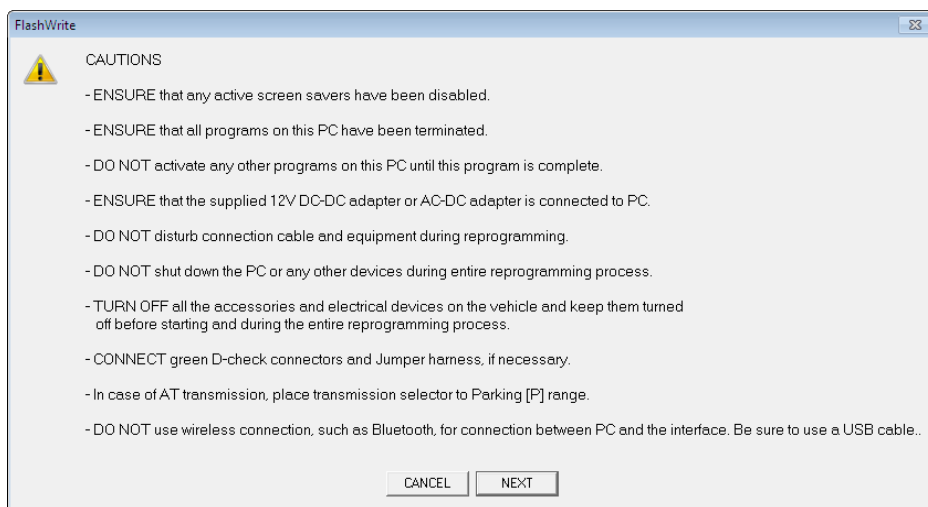 FlashWrite
CAUTIONS
- ENSURE that any active screen savers have been disabled.
- ENSURE that all programs on this PC have been terminated.
- DO NOT activate any other programs on this PC until this program is complete.
- ENSURE that the supplied 12V DC-DC adapter or AC-DC adapter is connected to PC.
- DO NOT disturb connection cable and equipment during reprogramming.
- DO NOT shut down the PC or any other devices during entire reprogramming process.
- TURN OFF all the accessories and electrical devices on the vehicle and keep them turned
off before starting and during the entire reprogramming process.
- CONNECT green D-check connectors and Jumper harness, if necessary.
- In case of AT transmission, place transmission selector to Parking [P] range.
- DO NOT use wireless connection, such as Bluetooth, for connection between PC and the interface. Be sure to use a USB cable..
CANCEL NEXT